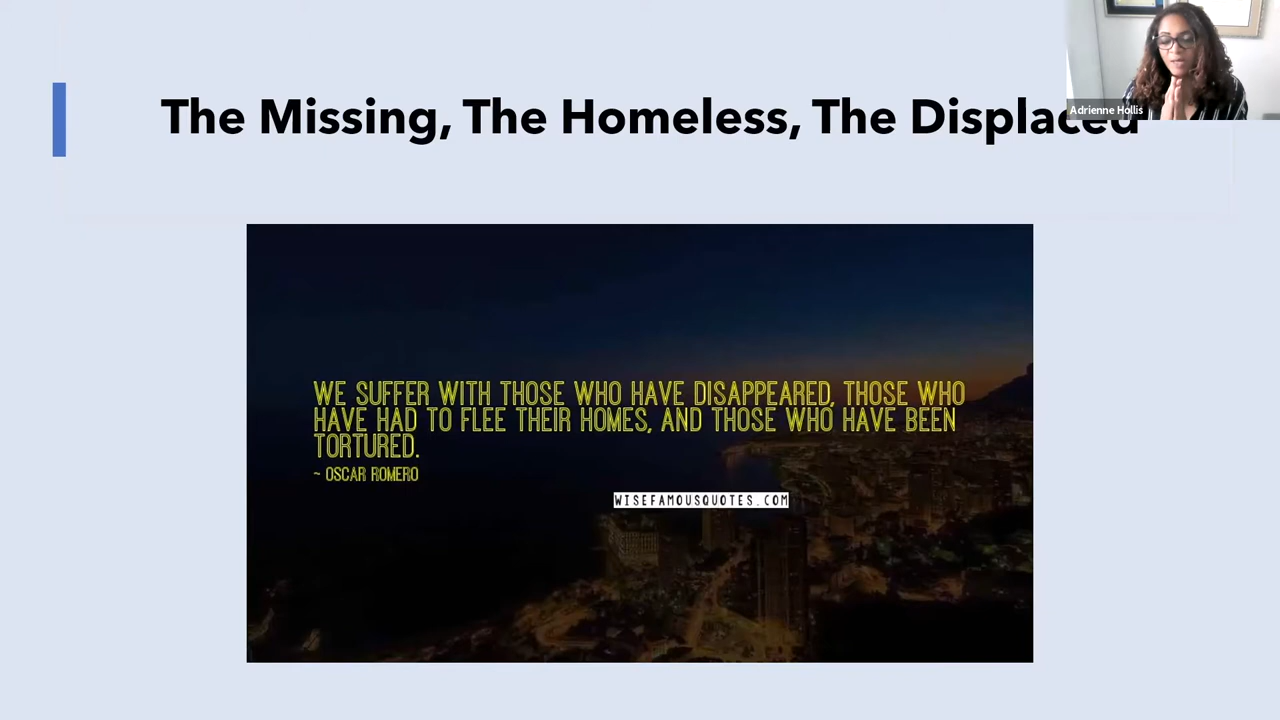 The Missing, The Homeless, The Displaced
Adrienne Hollis
WE SUFFER WITH THOSE WHO HAVE DISAPPEARED, THOSE WHO
HAVE HAD TO FLEE THEIR HOMES, AND THOSE WHO HAVE BEEN
TORTURED.
~ OSCAR ROMERO
WISEFAMOUSQUOTES.COM